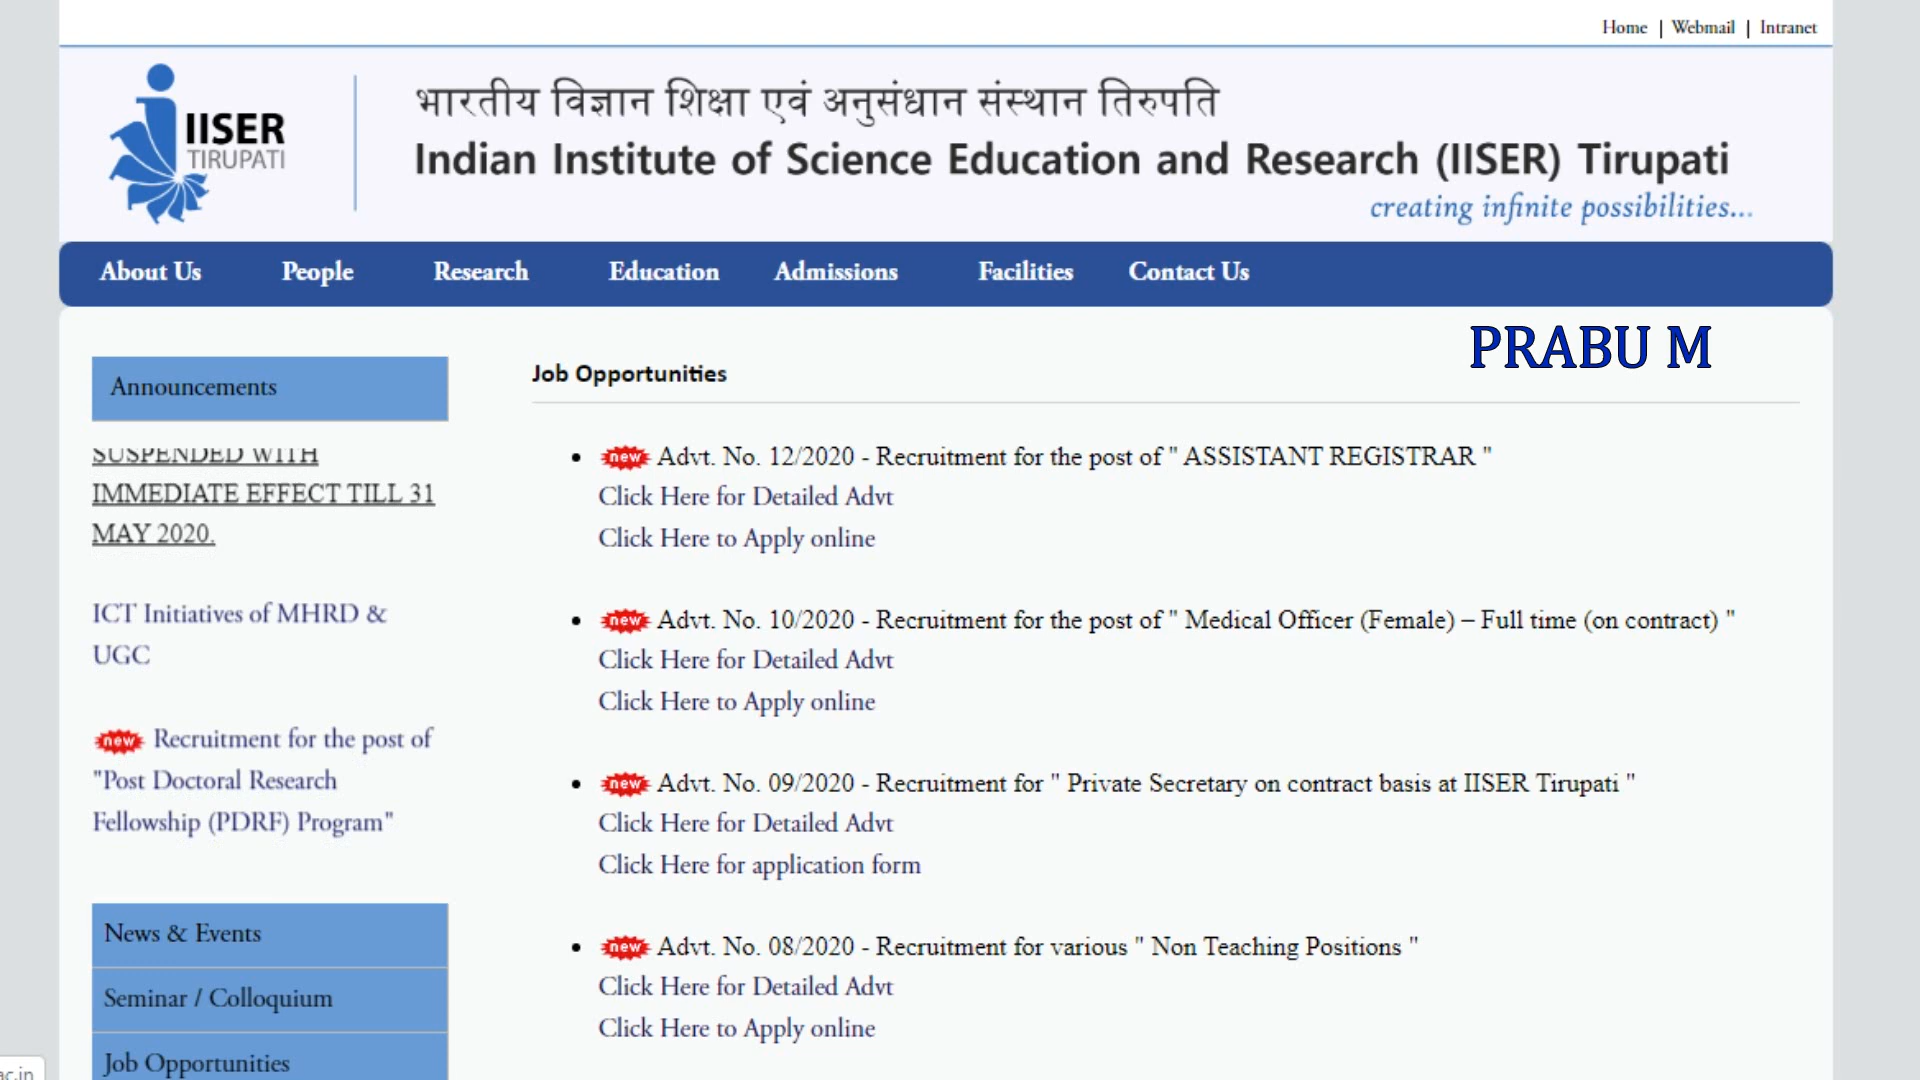 Home | Webmail | Intranet
IISER
TIRUPATI
भारतीय विज्ञान शिक्षा एवं अनुसंधान संस्थान तिरुपति
Indian Institute of Science Education and Research (IISER) Tirupati
creating infinite possibilities...
About Us People Research Education Admissions Facilities Contact Us
PRABU M
Announcements
SUSPENDED WITH
IMMEDIATE EFFECT TILL 31
MAY 2020.
ICT Initiatives of MHRD &
UGC
new Recruitment for the post of
"Post Doctoral Research
Fellowship (PDRF) Program"
News & Events
Seminar / Colloquium
Job Opportunities
Job Opportunities
• new Advt. No. 12/2020 - Recruitment for the post of " ASSISTANT REGISTRAR "
Click Here for Detailed Advt
Click Here to Apply online
• new Advt. No. 10/2020 - Recruitment for the post of " Medical Officer (Female) – Full time (on contract) "
Click Here for Detailed Advt
Click Here to Apply online
• new Advt. No. 09/2020 - Recruitment for " Private Secretary on contract basis at IISER Tirupati "
Click Here for Detailed Advt
Click Here for application form
• new Advt. No. 08/2020 - Recruitment for various " Non Teaching Positions "
Click Here for Detailed Advt
Click Here to Apply online
ac.in